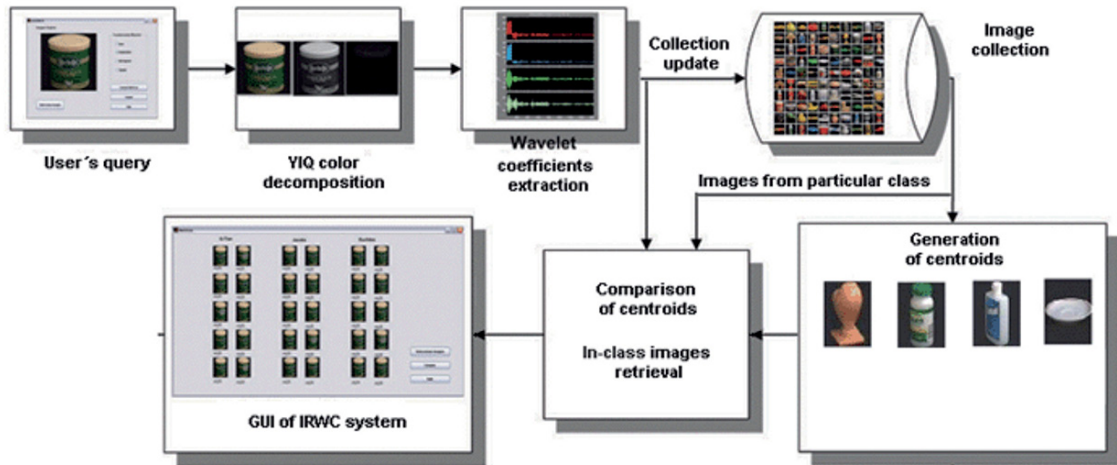 Collection
update
Image
collection
User´s query
YIQ color
decomposition
Wavelet
coefficients
extraction
Images from particular class
Generation
of centroids
Comparison
of centroids
In-class images
retrieval
GUI of IRWC system